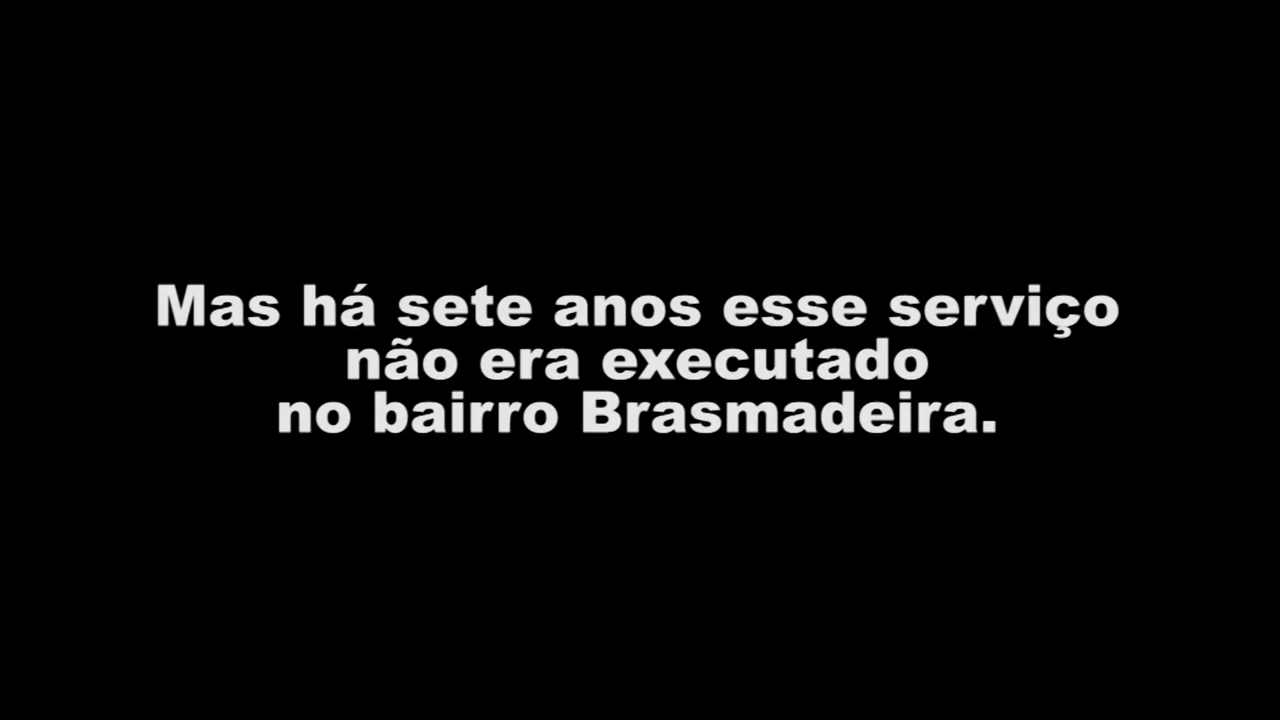 Mas há sete anos esse serviço
não era executado
no bairro Brasmadeira.